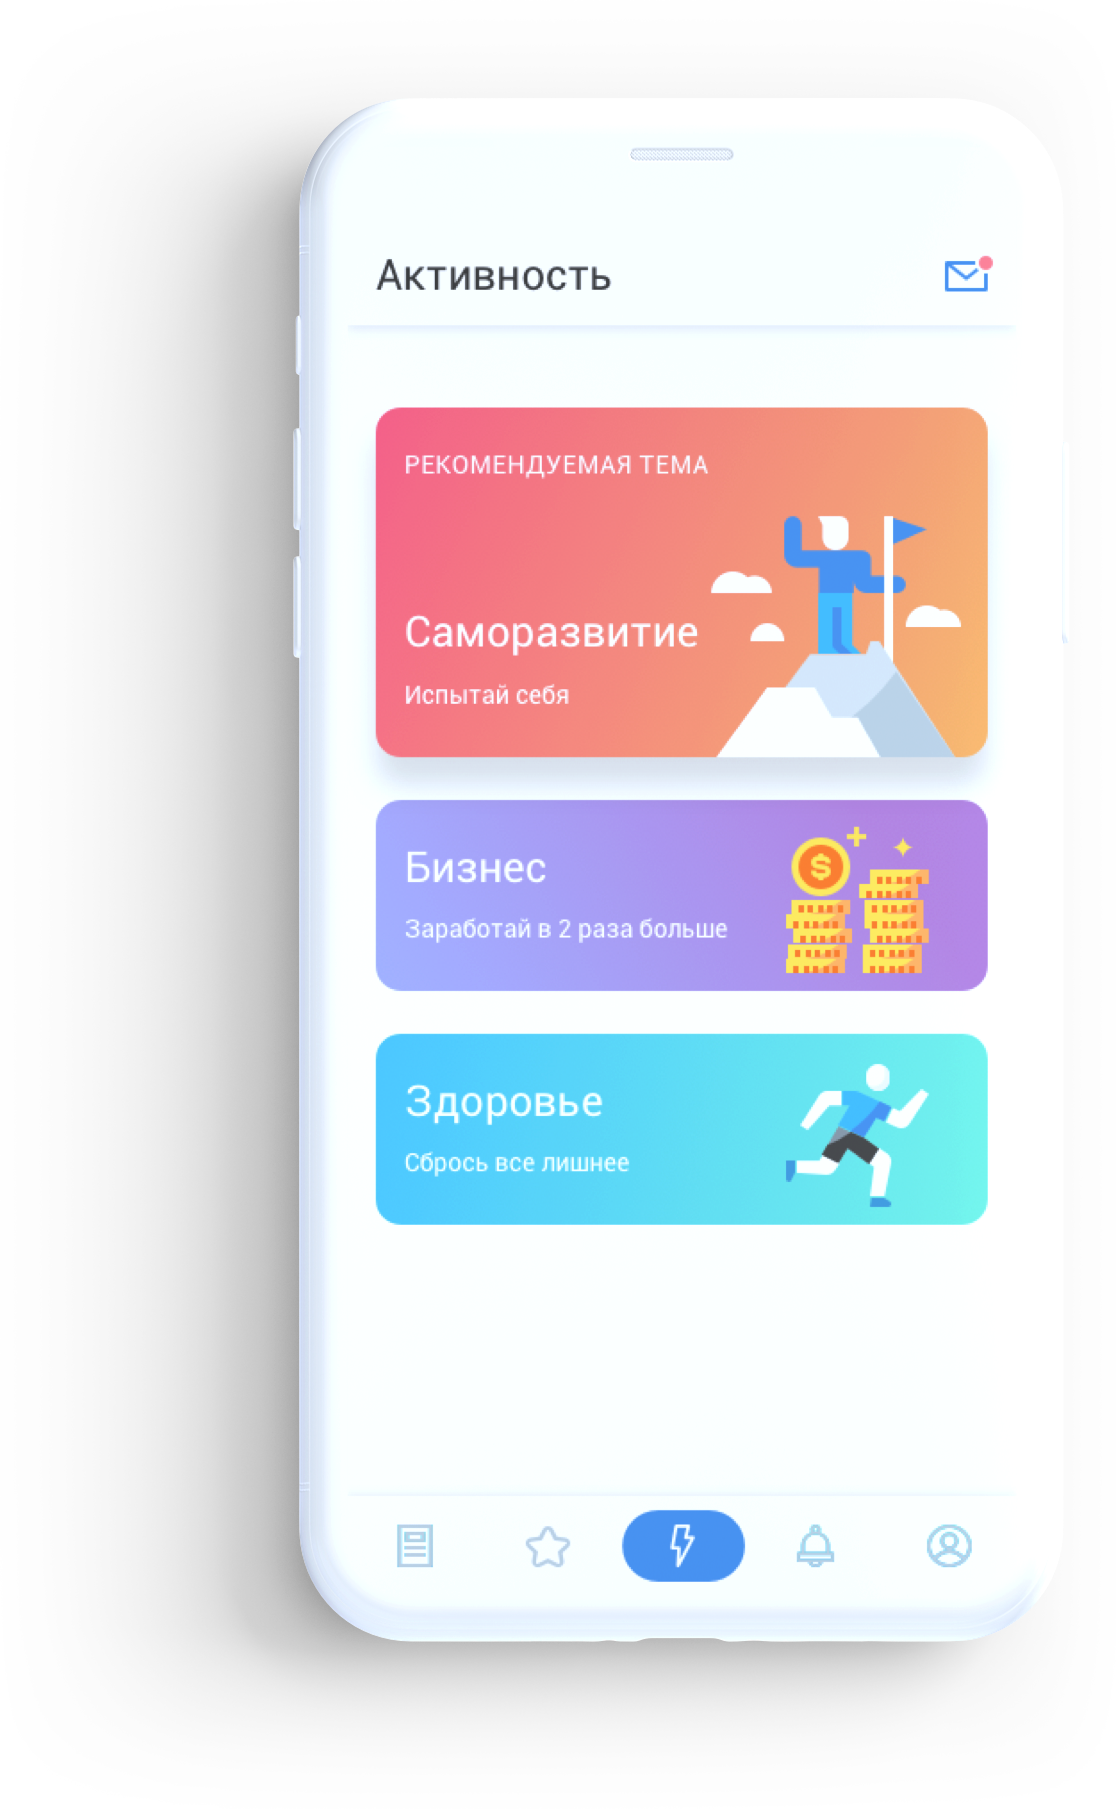 Активность
РЕКОМЕНДУЕМАЯ ТЕМА
Саморазвитие
Испытай себя
Бизнес
$
Заработай в 2 раза больше
Здоровье
Сбрось все лишнее